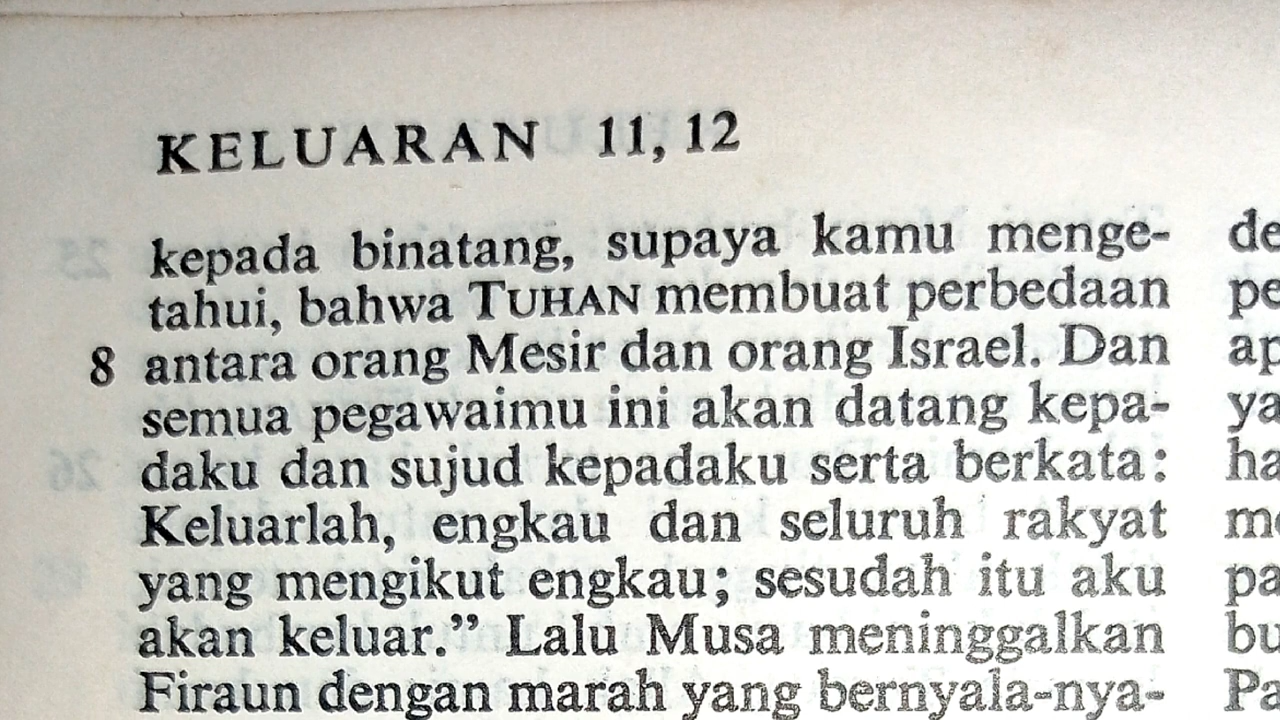 KELUARAN 11, 12
kepada binatang, supaya kamu menge-
tahui, bahwa TUHAN membuat perbedaan
8 antara orang Mesir dan orang Israel. Dan
semua pegawaimu ini akan datang kepa-
daku dan sujud kepadaku serta berkata:
Keluarlah, engkau dan seluruh rakyat
yang mengikut engkau; sesudah itu aku
akan keluar.” Lalu Musa meninggalkan
Firaun dengan marah yang bernyala-nya-